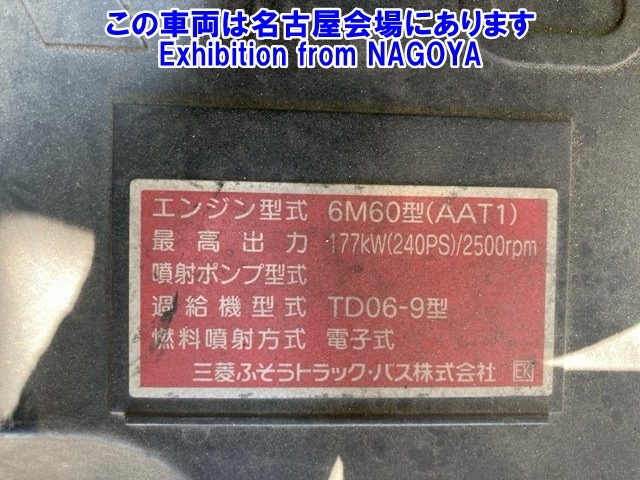 この車両は名古屋会場にあります
Exhibition from NAGOYA
エンジン型式 6M60型(AAT1)
最高出力 177kW(240PS)/2500rpm
噴射ポンプ型式
過給機型式 TD06-9型
燃料噴射方式 電子式
三菱ふそうトラック・バス株式会社 EK